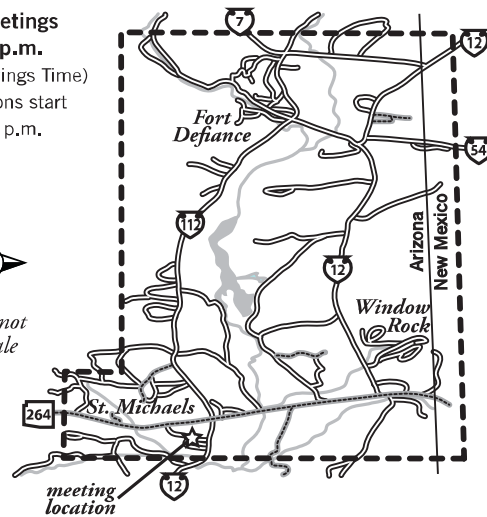 etings
p.m.
ings Time)
ons start
p.m.
not
ale
7
12
Fort
Defiance
54
112
Arizona
New Mexico
12
Window
Rock
264
St. Michaels
meeting
location
12